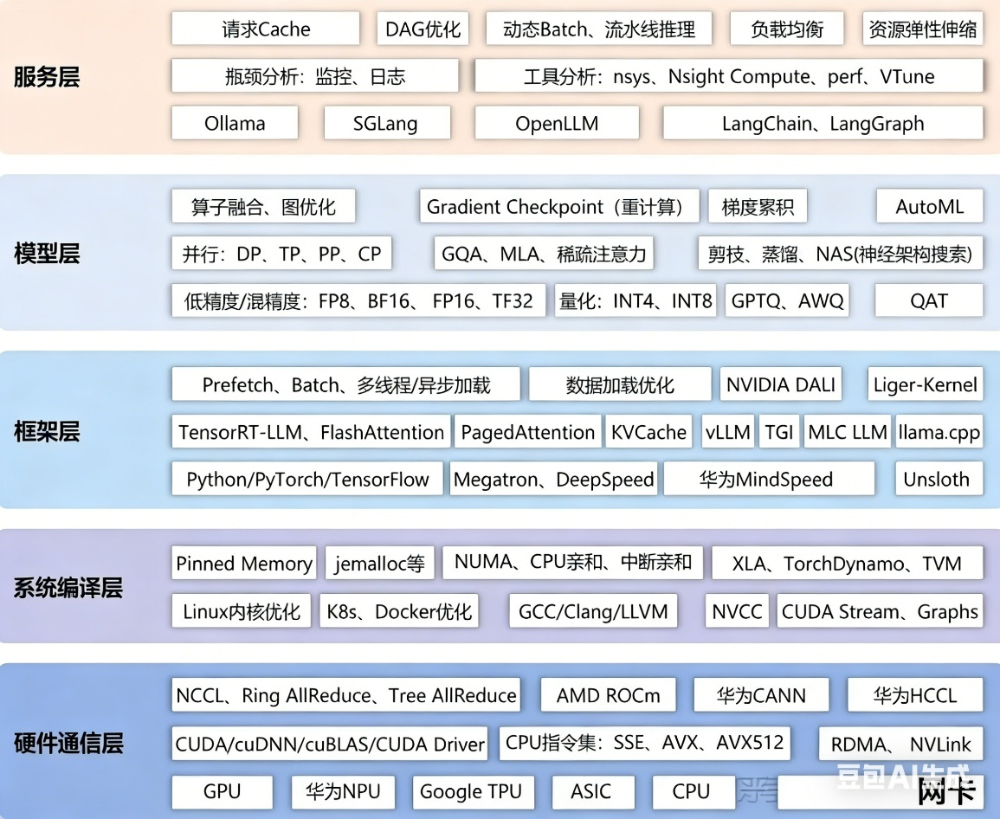 请求Cache DAG优化 动态Batch、流水线推理 负载均衡 资源弹性伸缩
服务层
瓶颈分析：监控、日志 工具分析：nsys、Nsight Compute、perf、VTune
Ollama SGLang OpenLLM LangChain、LangGraph
算子融合、图优化 Gradient Checkpoint（重计算） 梯度累积 AutoML
模型层
并行：DP、TP、PP、CP GQA、MLA、稀疏注意力 剪枝、蒸馏、NAS(神经架构搜索)
低精度/混精度：FP8、BF16、 FP16、TF32 量化：INT4、INT8 GPTQ、AWQ QAT
Prefetch、Batch、多线程/异步加载 数据加载优化 NVIDIA DALI Liger-Kernel
框架层
TensorRT-LLM、FlashAttention PagedAttention KVCache vLLM TGI MLC LLM llama.cpp
Python/PyTorch/TensorFlow Megatron、DeepSpeed 华为MindSpeed Unsloth
Pinned Memory jemalloc等 NUMA、CPU亲和、中断亲和 XLA、TorchDynamo、TVM
系统编译层
Linux内核优化 K8s、Docker优化 GCC/Clang/LLVM NVCC CUDA Stream、Graphs
NCCL、Ring AllReduce、Tree AllReduce AMD ROCm 华为CANN 华为HCCL
硬件通信层
CUDA/cuDNN/cuBLAS/CUDA Driver CPU指令集：SSE、AVX、AVX512 RDMA、 NVLink
GPU 华为NPU Google TPU ASIC CPU 网卡
豆包AI生成